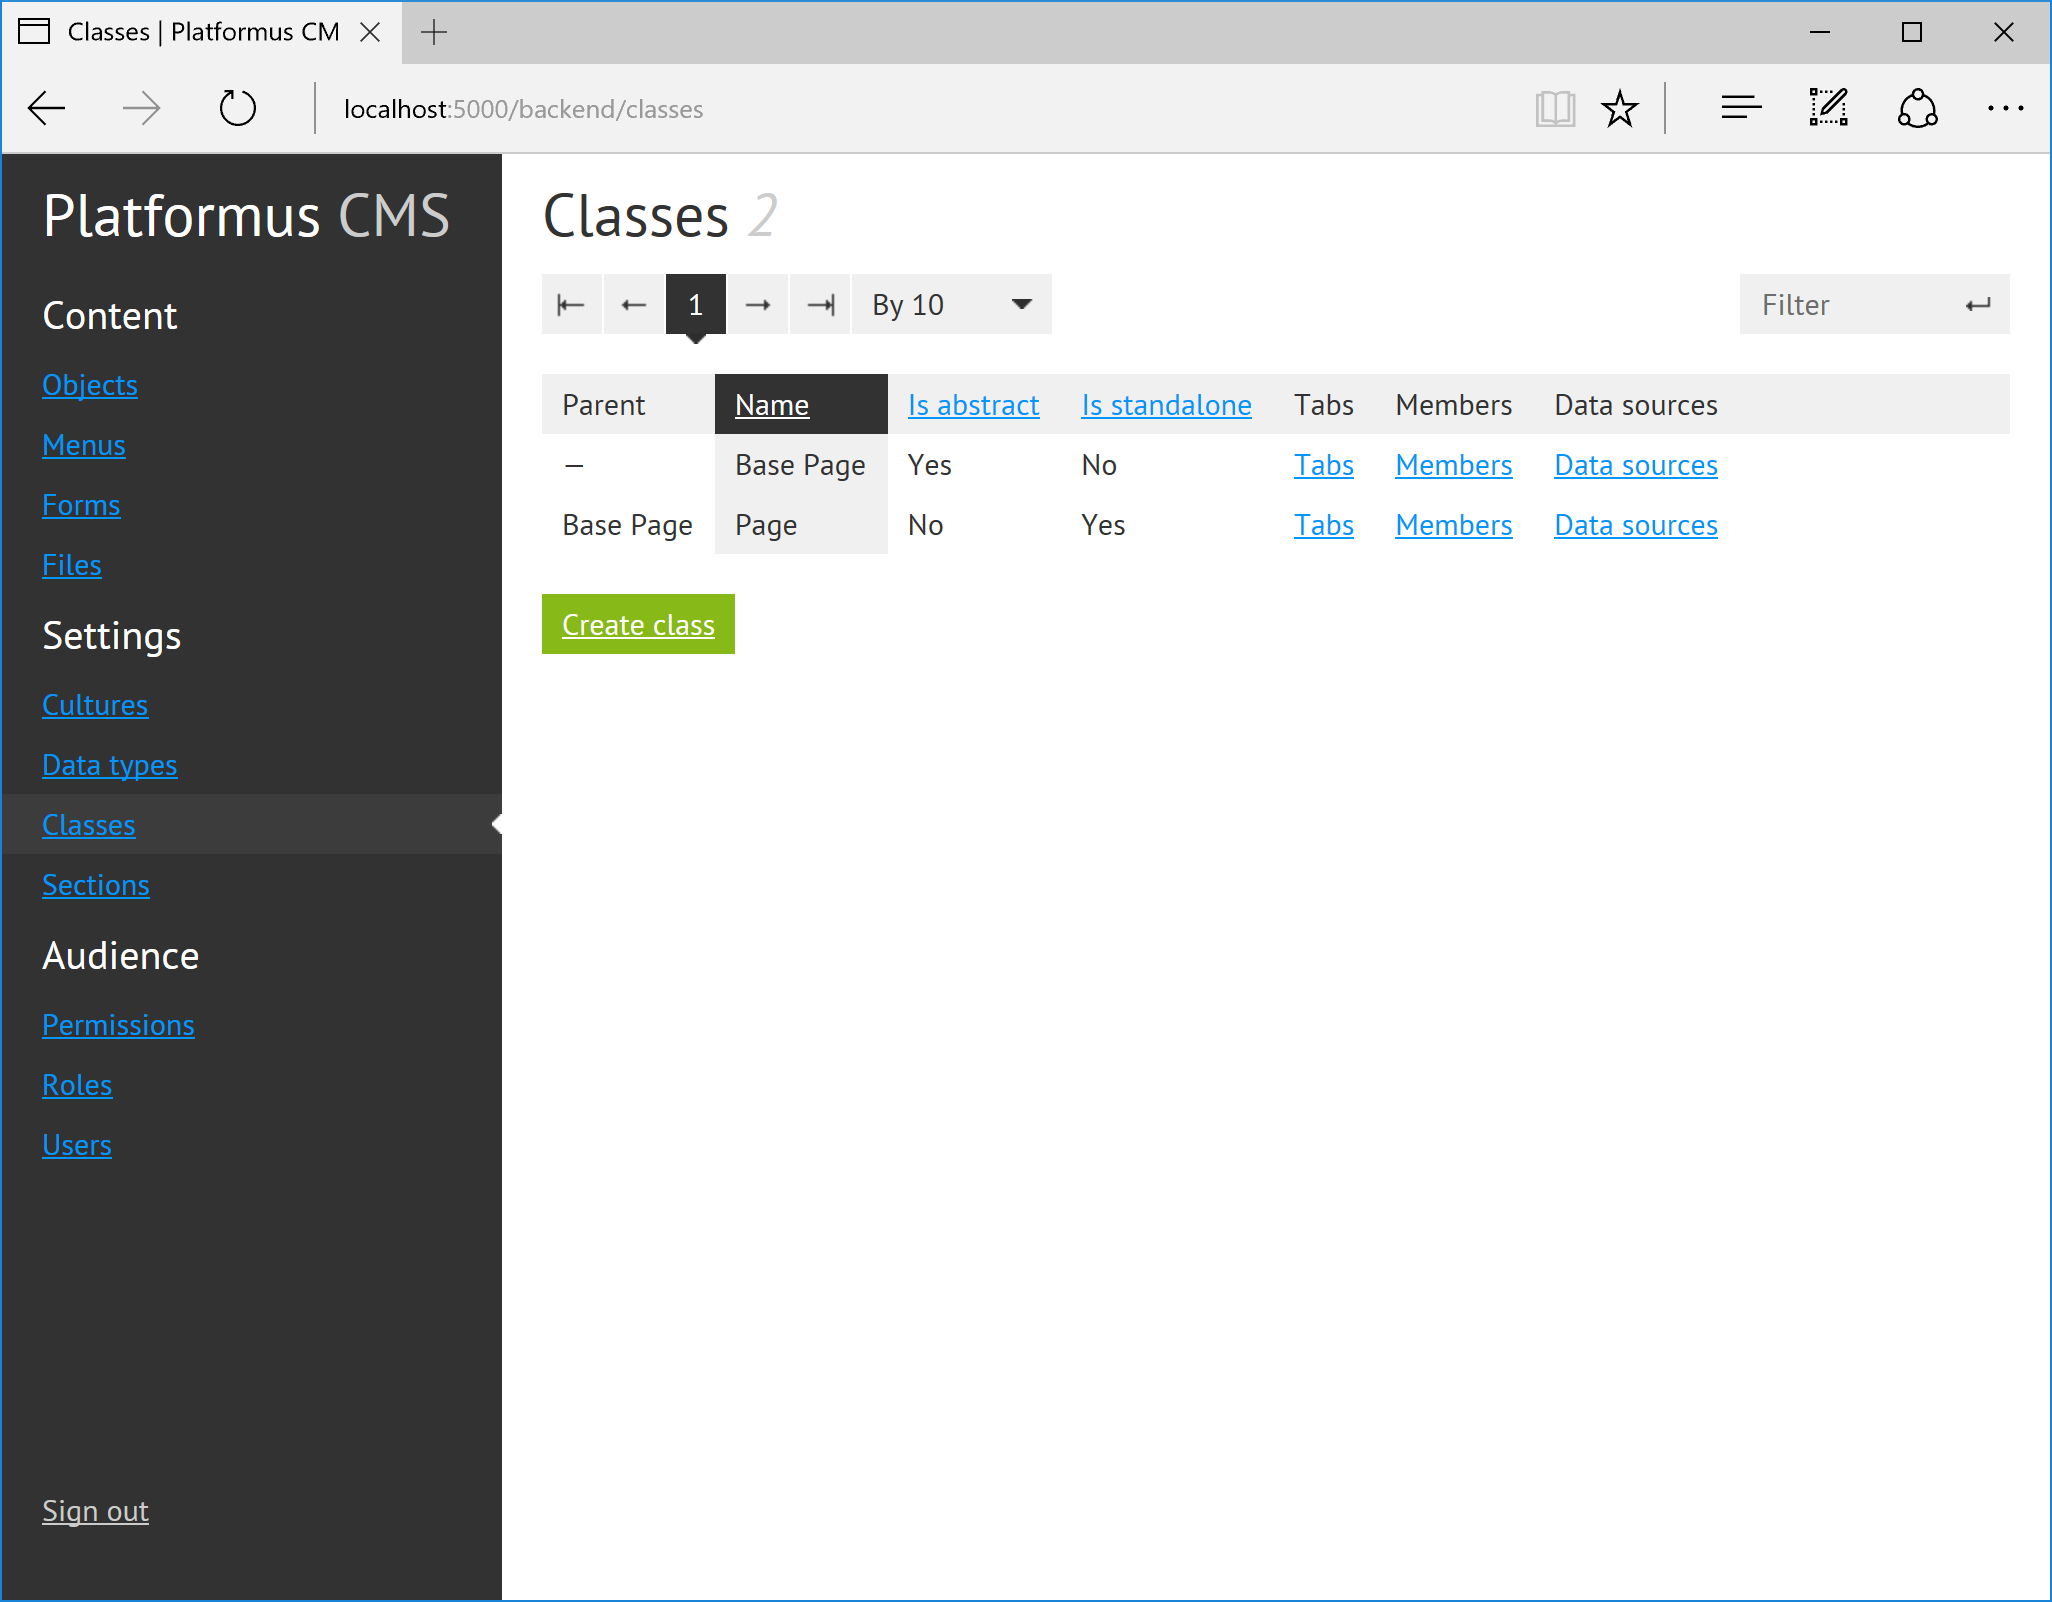 Classes | Platformus CM
localhost:5000/backend/classes
Platformus CMS
Content
Objects
Menus
Forms
Files
Settings
Cultures
Data types
Classes
Sections
Audience
Permissions
Roles
Users
Sign out
Classes 2
1 By 10 Filter
Parent Name Is abstract Is standalone Tabs Members Data sources
— Base Page Yes No Tabs Members Data sources
Base Page Page No Yes Tabs Members Data sources
Create class